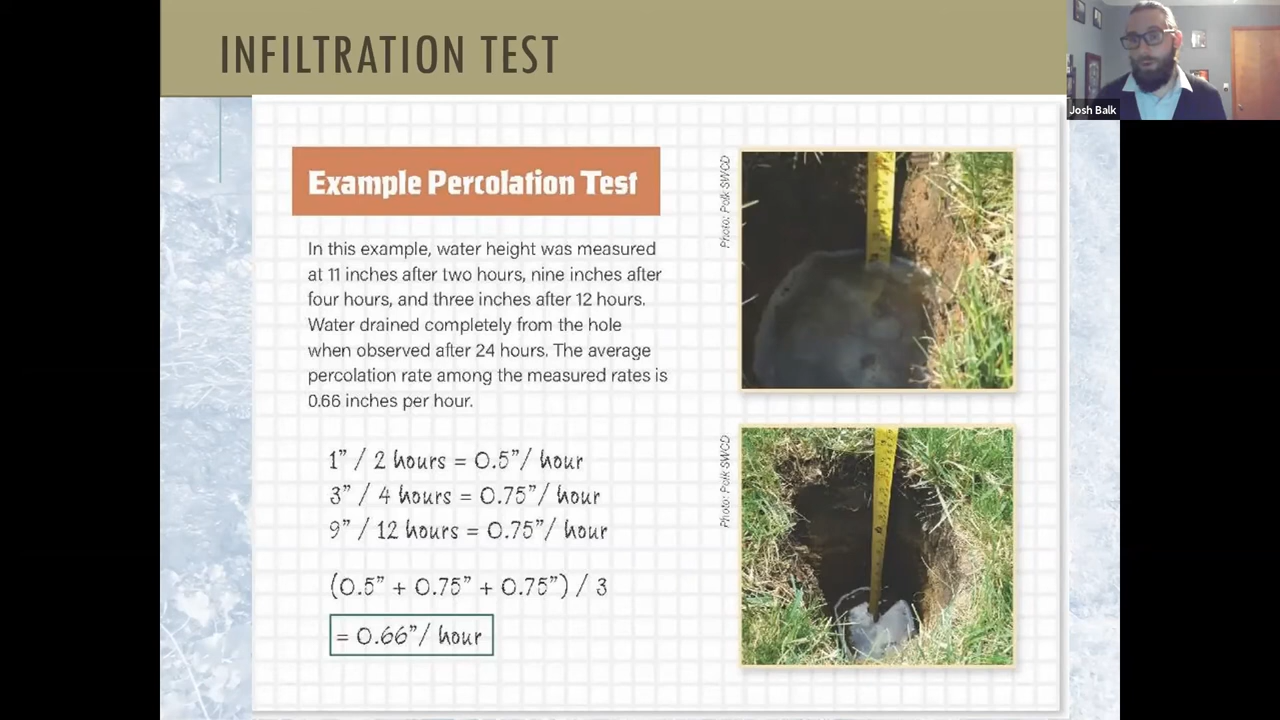 INFILTRATION TEST
Josh Balk
Example Percolation Test
In this example, water height was measured
at 11 inches after two hours, nine inches after
four hours, and three inches after 12 hours.
Water drained completely from the hole
when observed after 24 hours. The average
percolation rate among the measured rates is
0.66 inches per hour.
1" / 2 hours = 0.5"/ hour
3" / 4 hours = 0.75"/ hour
9" / 12 hours = 0.75"/ hour
(0.5" + 0.75" + 0.75") / 3
= 0.66"/ hour
Photo: Polk SWCD
Photo: Polk SWCD